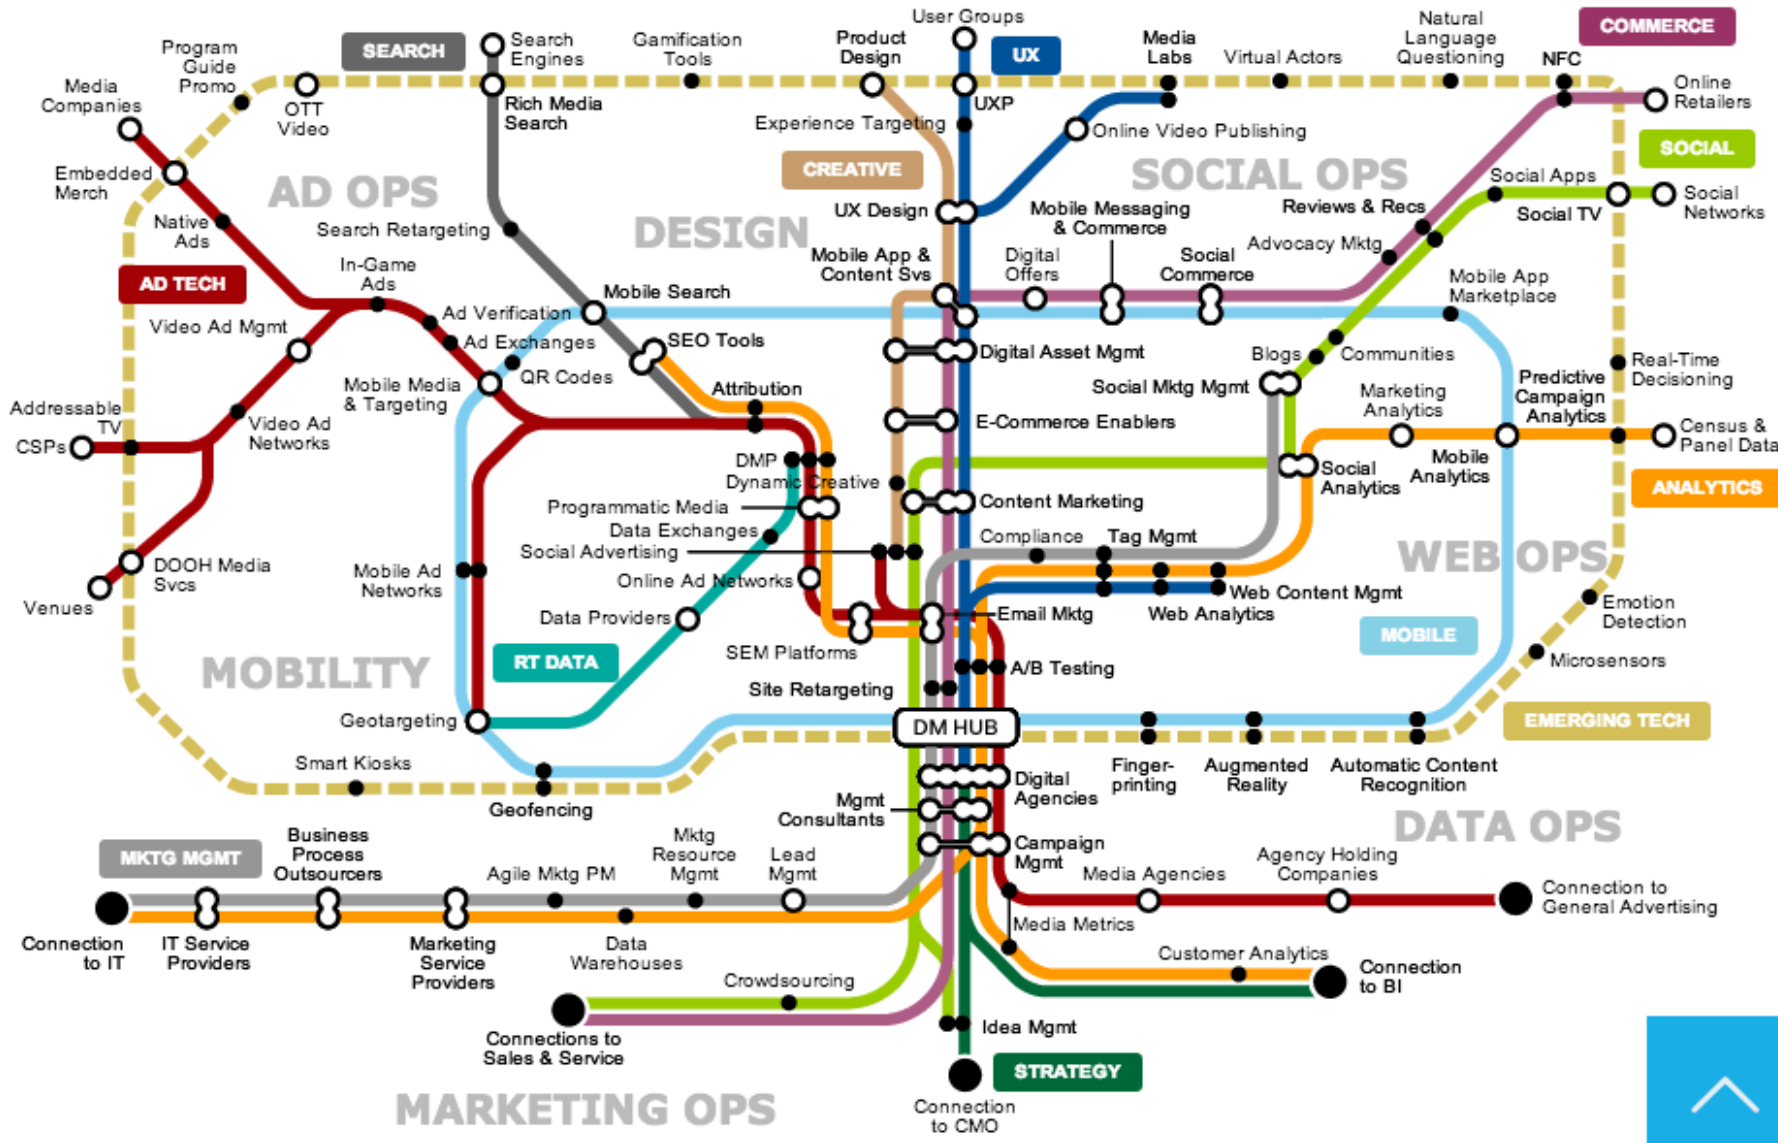 User Groups
Natural
Language
Questioning
COMMERCE
Program
Guide
Promo
SEARCH
Search
Engines
Gamification
Tools
Product
Design
UX
Media
Labs
Virtual Actors
NFC
Media
Companies
OTT
Video
Rich Media
Search
UXP
Online
Retailers
Experience Targeting
Online Video Publishing
SOCIAL
Embedded
Merch
AD OPS
CREATIVE
SOCIAL OPS
Social Apps
Native
Ads
Search Retargeting
DESIGN
UX Design
Mobile Messaging
& Commerce
Reviews & Recs
Social TV
Social
Networks
In-Game
Ads
Mobile App &
Content Svs
Digital
Offers
Social
Commerce
Advocacy Mktg
AD TECH
Mobile Search
Mobile App
Marketplace
Video Ad Mgmt
Ad Verification
Ad Exchanges
SEO Tools
Digital Asset Mgmt
Blogs
Communities
Real-Time
Decisioning
QR Codes
Mobile Media
& Targeting
Attribution
Social Mktg Mgmt
Marketing
Analytics
Predictive
Campaign
Analytics
Addressable
TV
CSPs
Video Ad
Networks
E-Commerce Enablers
Census &
Panel Data
DMP
Dynamic Creative
Social
Analytics
Mobile
Analytics
ANALYTICS
Programmatic Media
Content Marketing
Data Exchanges
Compliance
Tag Mgmt
Social Advertising
WEB OPS
DOOH Media
Svcs
Mobile Ad
Networks
Online Ad Networks
Web Content Mgmt
Venues
Data Providers
Email Mktg
Web Analytics
Emotion
Detection
MOBILE
SEM Platforms
MOBILITY
RT DATA
A/B Testing
Microsensors
Site Retargeting
Geotargeting
DM HUB
EMERGING TECH
Smart Kiosks
Geofencing
Digital
Agencies
Finger-
printing
Augmented
Reality
Automatic Content
Recognition
Mgmt
Consultants
DATA OPS
MKTG MGMT
Business
Process
Outsourcers
Agile Mktg PM
Mktg
Resource
Mgmt
Lead
Mgmt
Campaign
Mgmt
Media Agencies
Agency Holding
Companies
Connection to
General Advertising
Connection
to IT
IT Service
Providers
Marketing
Service
Providers
Data
Warehouses
Media Metrics
Customer Analytics
Connection
to BI
Crowdsourcing
Connections to
Sales & Service
Idea Mgmt
STRATEGY
MARKETING OPS
Connection
to CMO